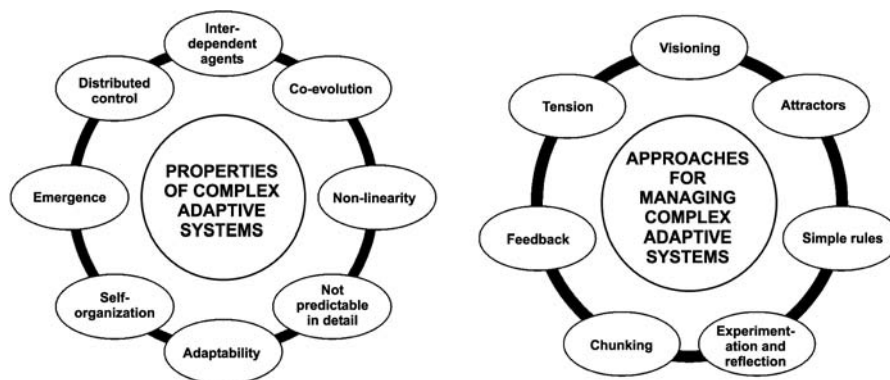 Inter-
dependent
agents
Co-evolution
Non-linearity
Not
predictable
in detail
Adaptability
Self-
organization
Emergence
Distributed
control
PROPERTIES
OF COMPLEX
ADAPTIVE
SYSTEMS
Visioning
Attractors
Simple rules
Experiment-
ation and
reflection
Chunking
Feedback
Tension
APPROACHES
FOR
MANAGING
COMPLEX
ADAPTIVE
SYSTEMS